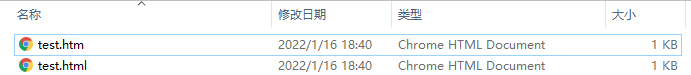 名称 修改日期 类型 大小
test.htm 2022/1/16 18:40 Chrome HTML Document 1 KB
test.html 2022/1/16 18:40 Chrome HTML Document 1 KB